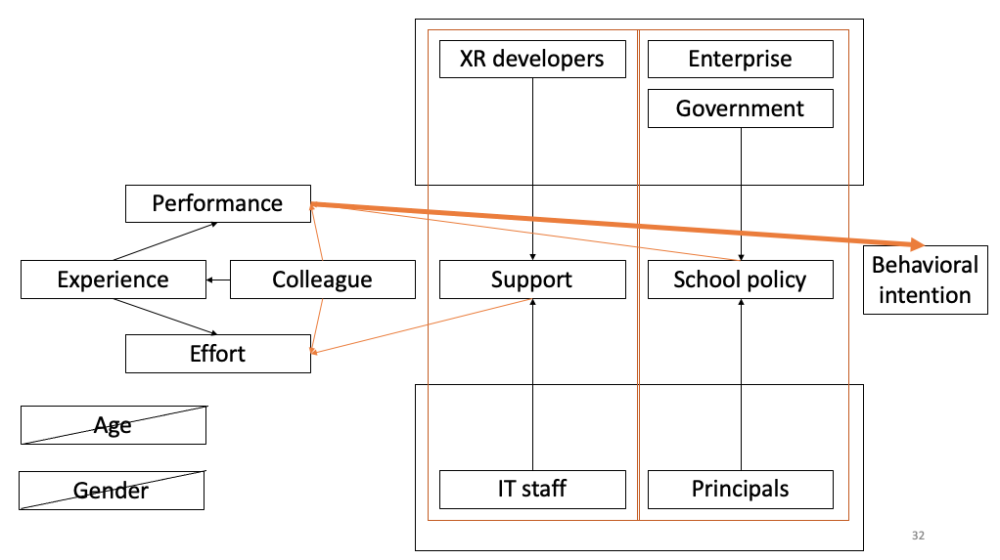 XR developers
Enterprise
Government
Performance
Experience
Colleague
Support
School policy
Behavioral
intention
Effort
Age
Gender
IT staff
Principals
32